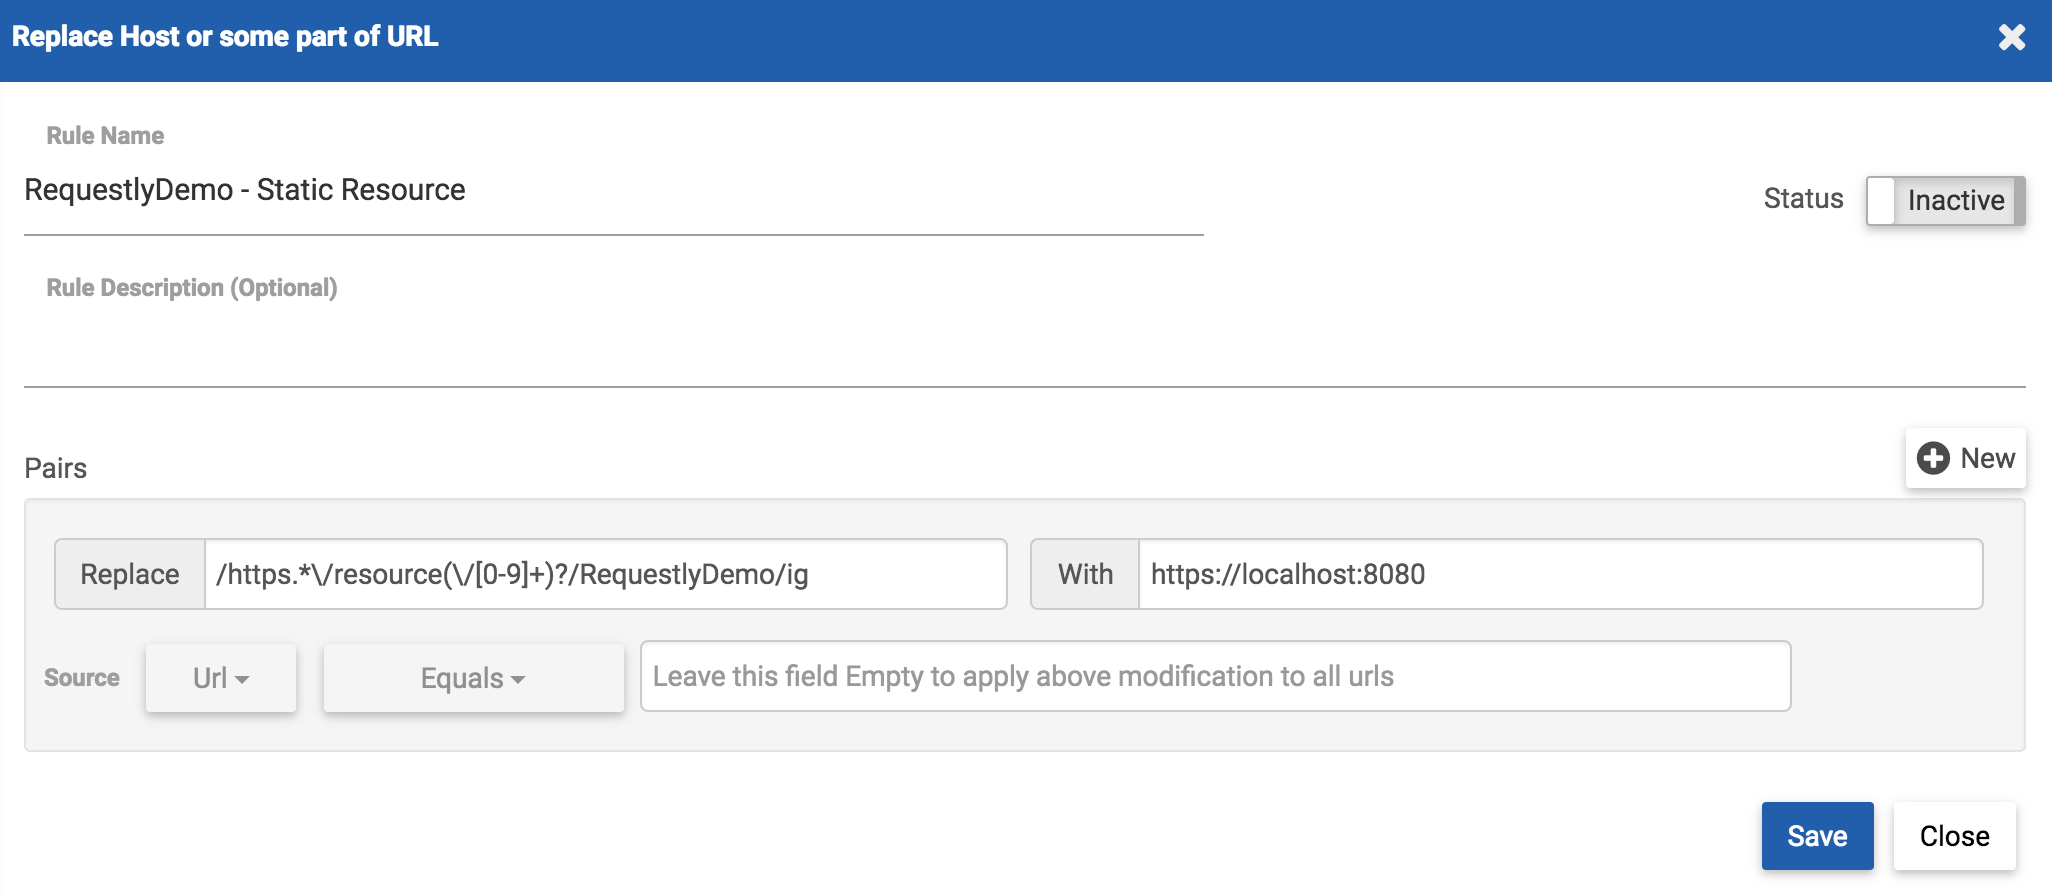 Replace Host or some part of URL
Rule Name
RequestlyDemo - Static Resource
Status Inactive
Rule Description (Optional)
New
Pairs
Replace /https.*\/resource(\/[0-9]+)?/RequestlyDemo/ig With https://localhost:8080
Source Url Equals Leave this field Empty to apply above modification to all urls
Save Close